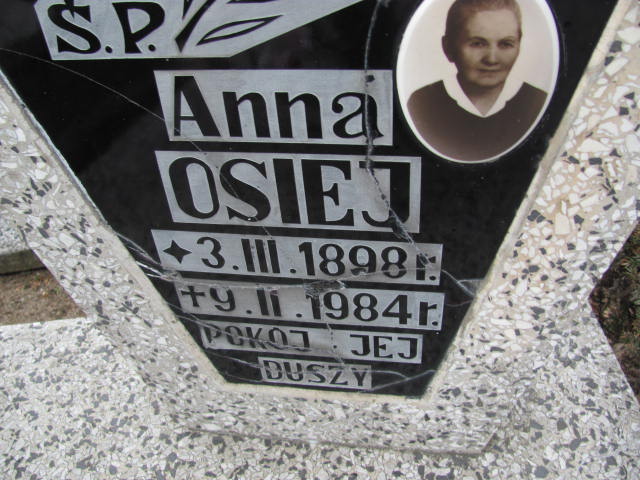 Ś.P.
Anna
OSIEJ
✦3.III.1898r.
+9.II.1984r.
POKÓJ JEJ
DUSZY